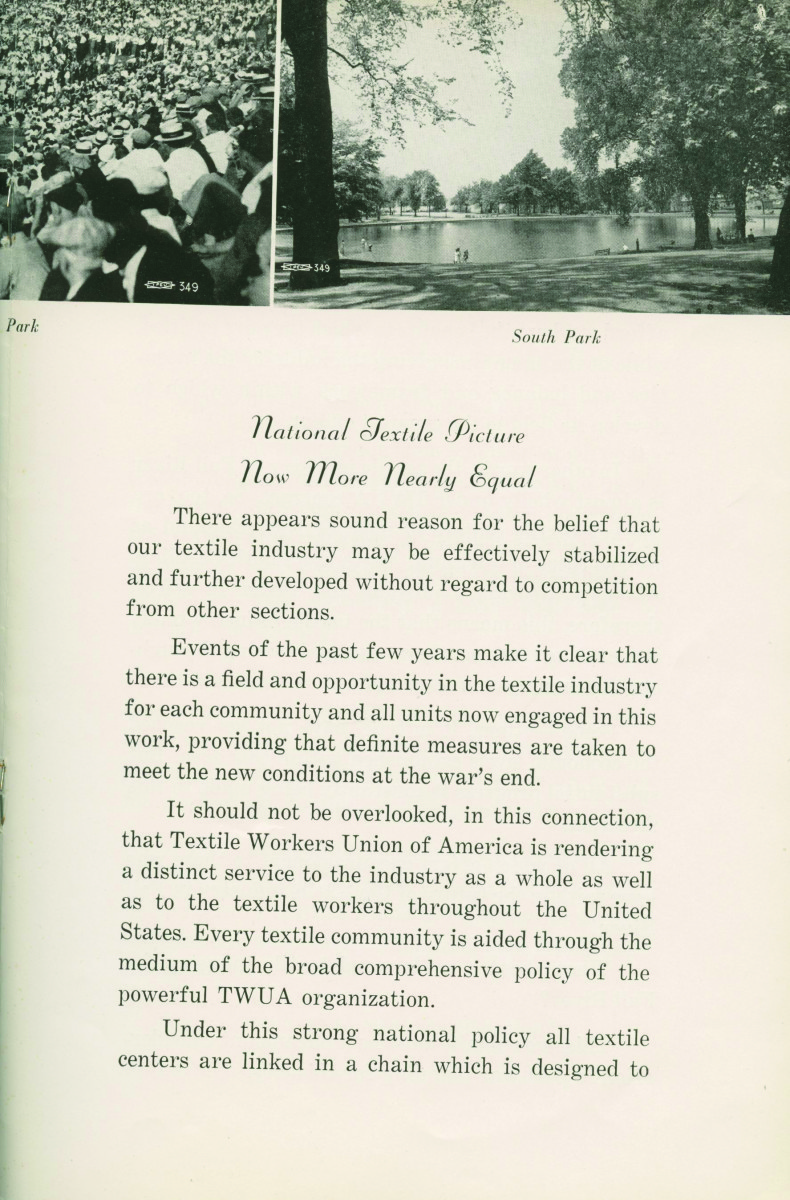 349
349
Park
South Park
National Textile Picture
Now More Nearly Equal
There appears sound reason for the belief that
our textile industry may be effectively stabilized
and further developed without regard to competition
from other sections.
Events of the past few years make it clear that
there is a field and opportunity in the textile industry
for each community and all units now engaged in this
work, providing that definite measures are taken to
meet the new conditions at the war's end.
It should not be overlooked, in this connection,
that Textile Workers Union of America is rendering
a distinct service to the industry as a whole as well
as to the textile workers throughout the United
States. Every textile community is aided through the
medium of the broad comprehensive policy of the
powerful TWUA organization.
Under this strong national policy all textile
centers are linked in a chain which is designed to